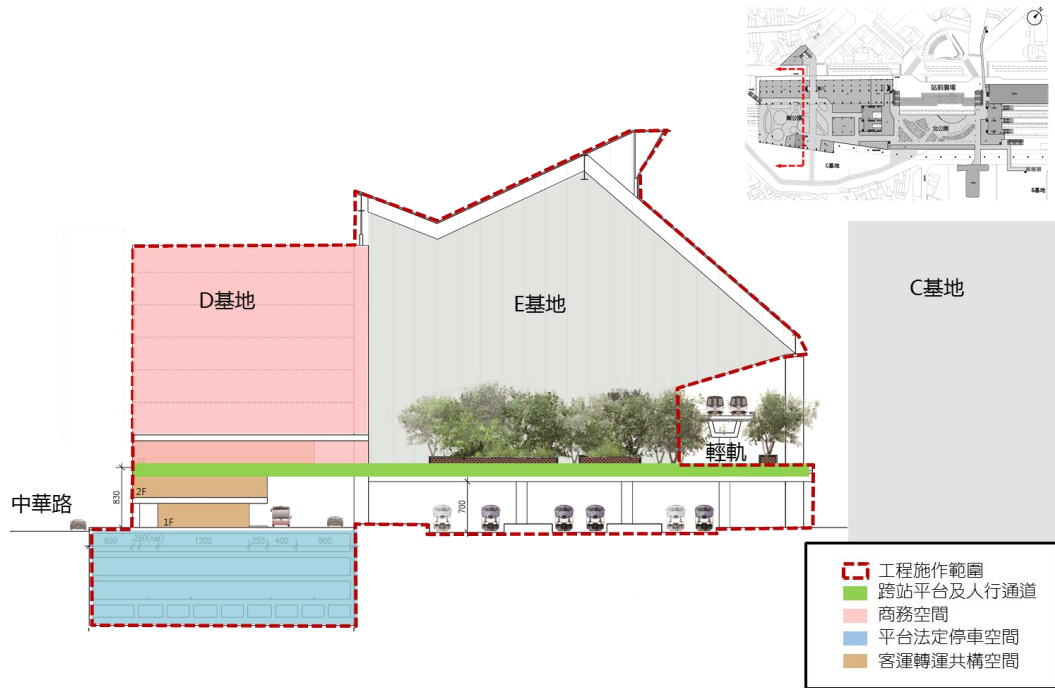 N
站前廣場
南公園
北公園
C基地
B基地
D基地
E基地
C基地
輕軌
中華路
830
2F
1F
700
600
250(net)
1200
250
400
800
工程施作範圍
跨站平台及人行通道
商務空間
平台法定停車空間
客運轉運共構空間